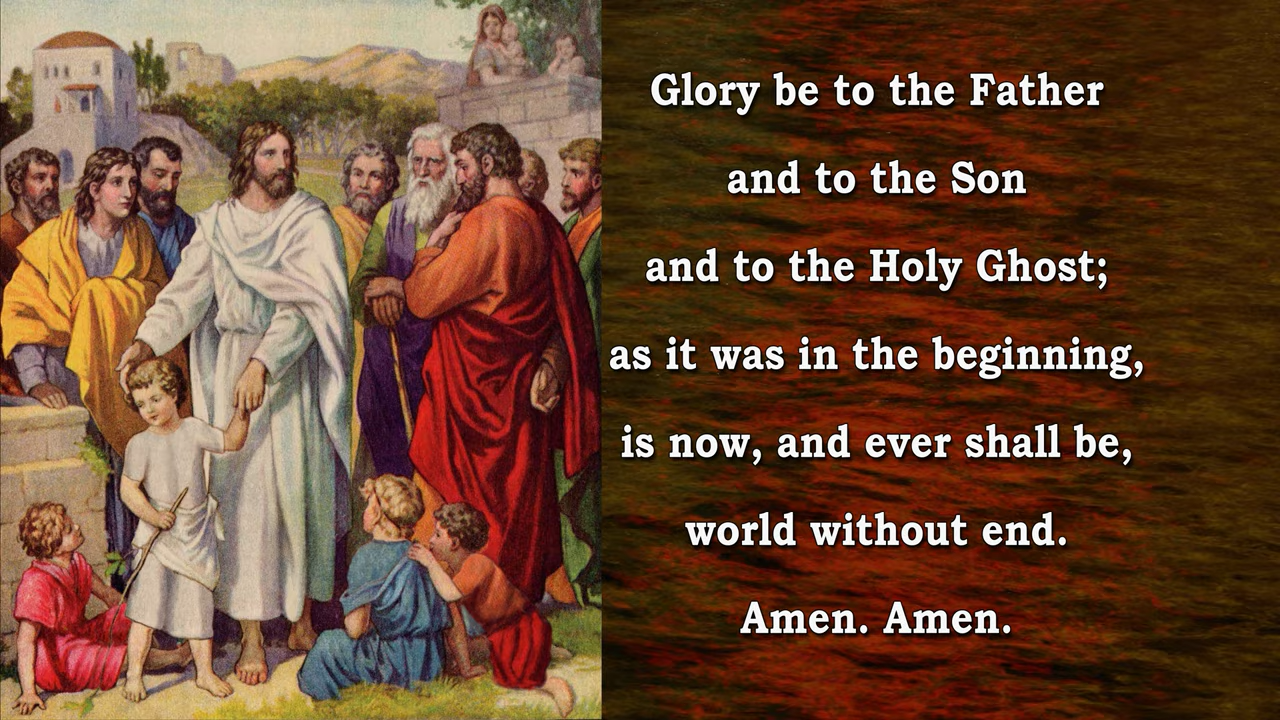 Glory be to the Father
and to the Son
and to the Holy Ghost;
as it was in the beginning,
is now, and ever shall be,
world without end.
Amen. Amen.